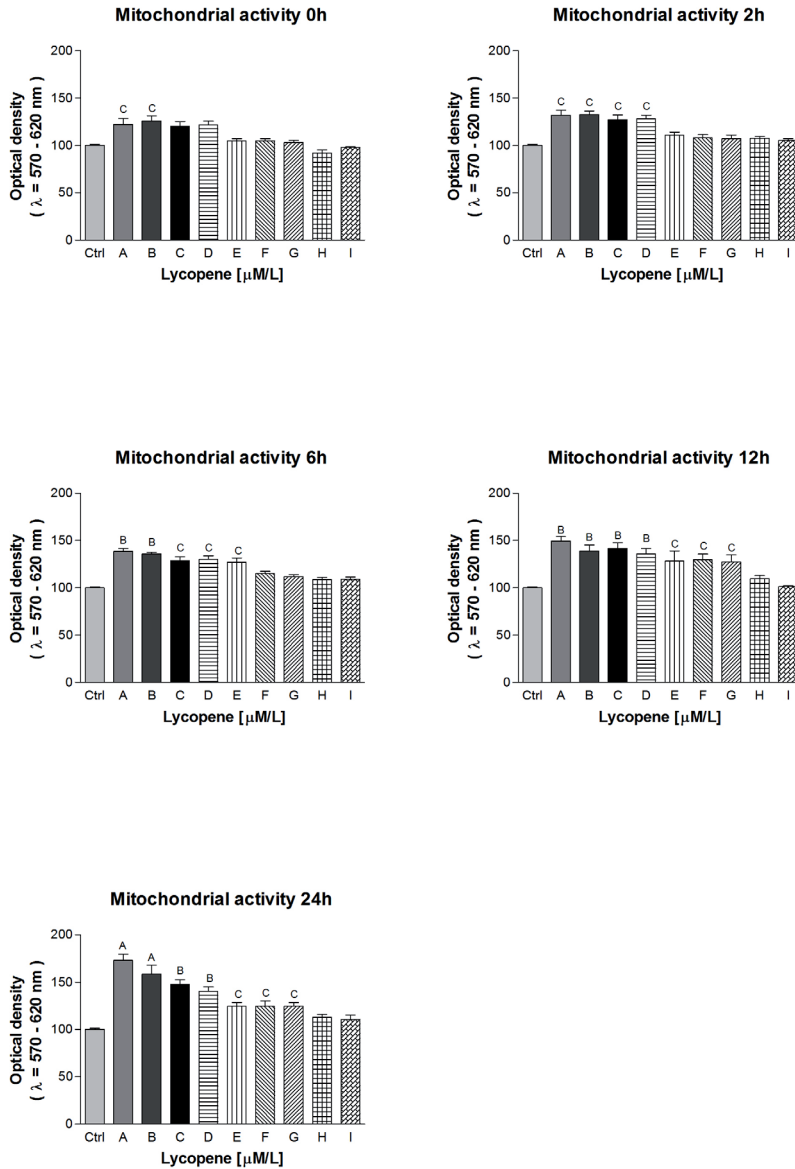 Mitochondrial activity 0h
Optical density
( λ = 570 - 620 nm )
200
150
100
50
0
C C
Ctrl A B C D E F G H I
Lycopene [μM/L]
Mitochondrial activity 2h
Optical density
( λ = 570 - 620 nm )
200
150
100
50
0
C C C C
Ctrl A B C D E F G H I
Lycopene [μM/L]
Mitochondrial activity 6h
Optical density
( λ = 570 - 620 nm )
200
150
100
50
0
B B C C C
Ctrl A B C D E F G H I
Lycopene [μM/L]
Mitochondrial activity 12h
Optical density
( λ = 570 - 620 nm )
200
150
100
50
0
B B B B C C C
Ctrl A B C D E F G H I
Lycopene [μM/L]
Mitochondrial activity 24h
Optical density
( λ = 570 - 620 nm )
200
150
100
50
0
A A B B C C C
Ctrl A B C D E F G H I
Lycopene [μM/L]